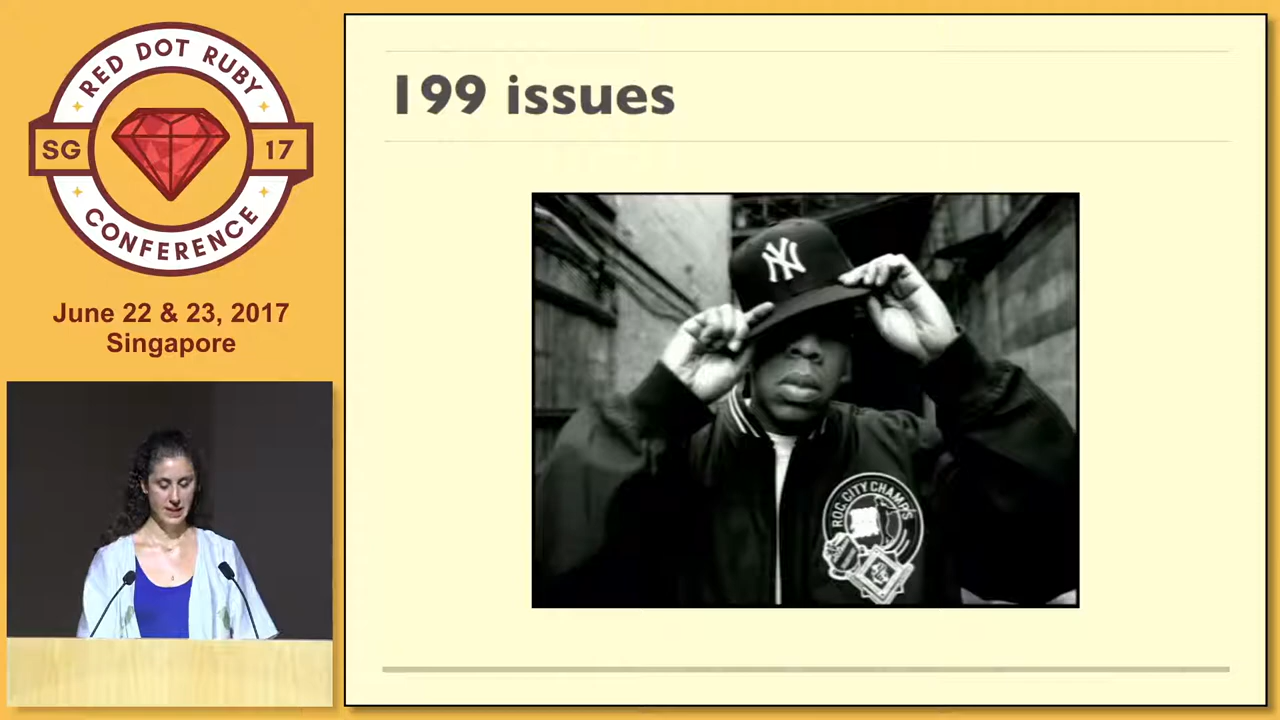 RED DOT RUBY
SG 17
CONFERENCE
June 22 & 23, 2017
Singapore
199 issues
NY
ROC CITY CHAMPS